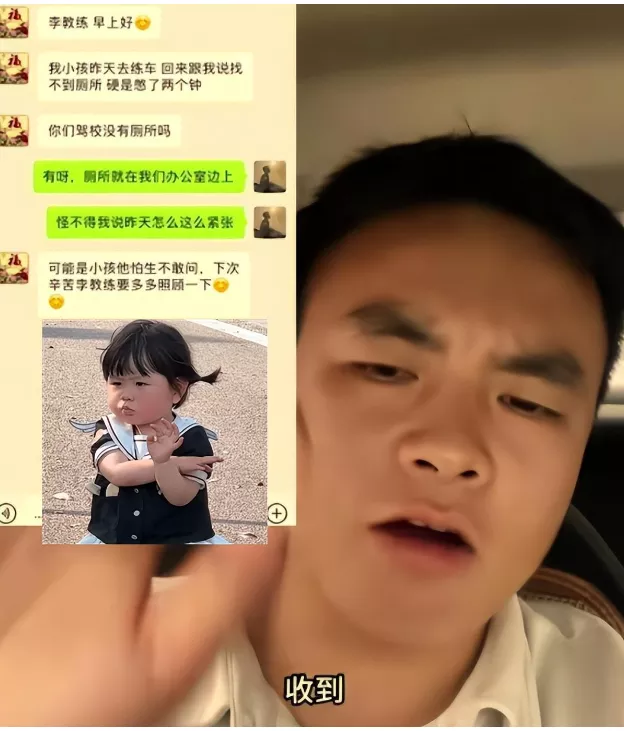 李教练 早上好
我小孩昨天去练车 回来跟我说找
不到厕所 硬是憋了两个钟
你们驾校没有厕所吗
有呀，厕所就在我们办公室边上
怪不得我说昨天怎么这么紧张
可能是小孩他怕生不敢问，下次
辛苦李教练要多多照顾一下
收到